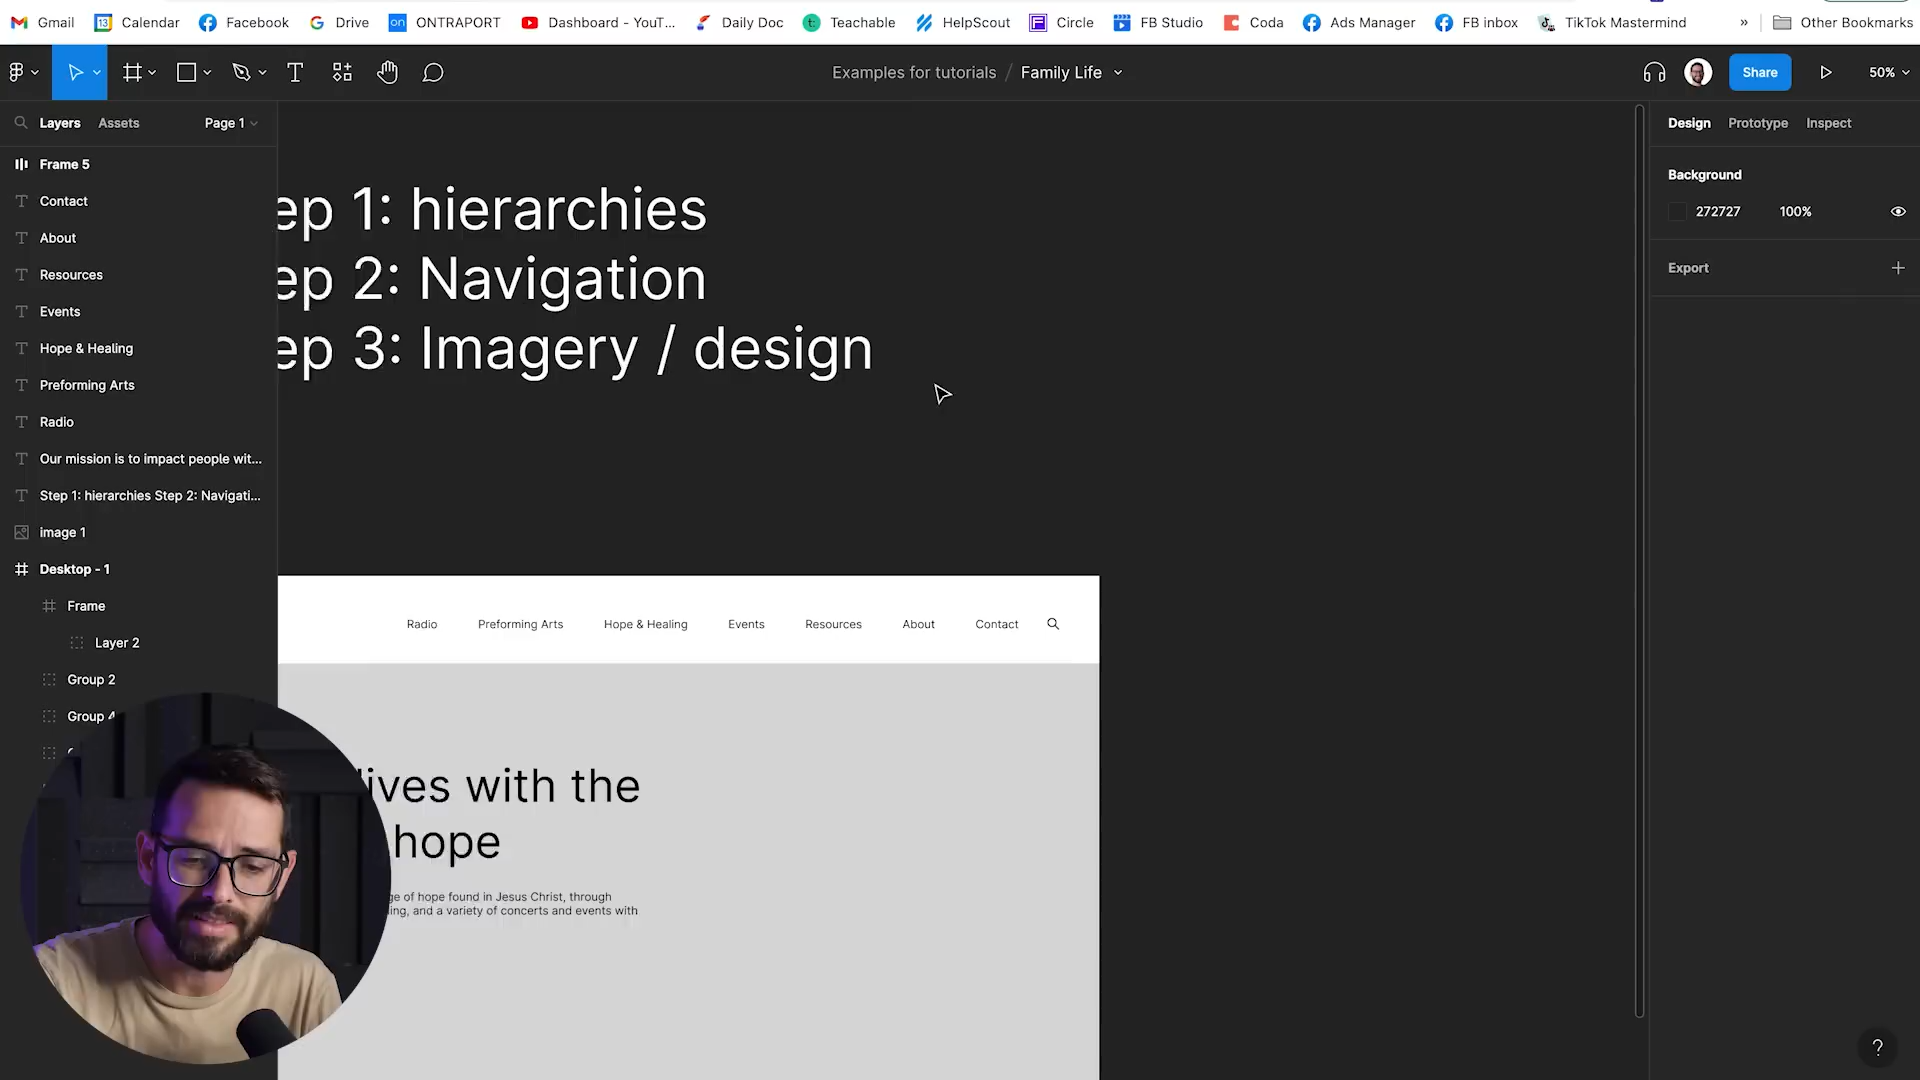 Gmail
13 Calendar
Facebook
Drive
on ONTRAPORT
Dashboard - YouT...
Daily Doc
t Teachable
HelpScout
Circle
FB Studio
Coda
Ads Manager
FB inbox
TikTok Mastermind
»
Other Bookmarks
Examples for tutorials / Family Life
Share
50%
Layers
Assets
Page 1
Design
Prototype
Inspect
Frame 5
Contact
About
Resources
Events
Hope & Healing
Preforming Arts
Radio
Our mission is to impact people wit...
Step 1: hierarchies Step 2: Navigati...
image 1
Desktop - 1
Frame
Layer 2
Group 2
Group 4
ep 1: hierarchies
ep 2: Navigation
ep 3: Imagery / design
Radio
Preforming Arts
Hope & Healing
Events
Resources
About
Contact
lives with the
hope
ge of hope found in Jesus Christ, through
ing, and a variety of concerts and events with
Background
272727
100%
Export
?